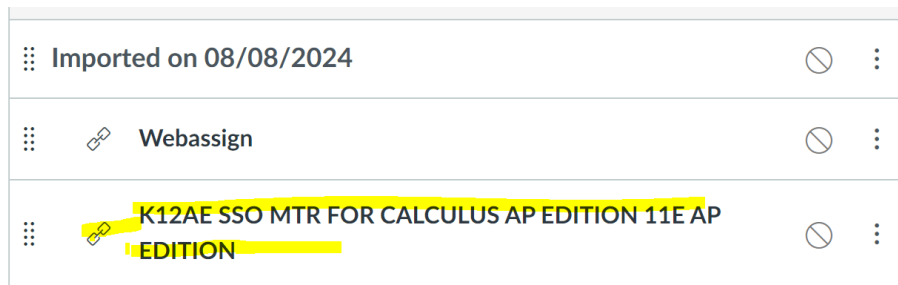 Imported on 08/08/2024
Webassign
K12AE SSO MTR FOR CALCULUS AP EDITION 11E AP
EDITION